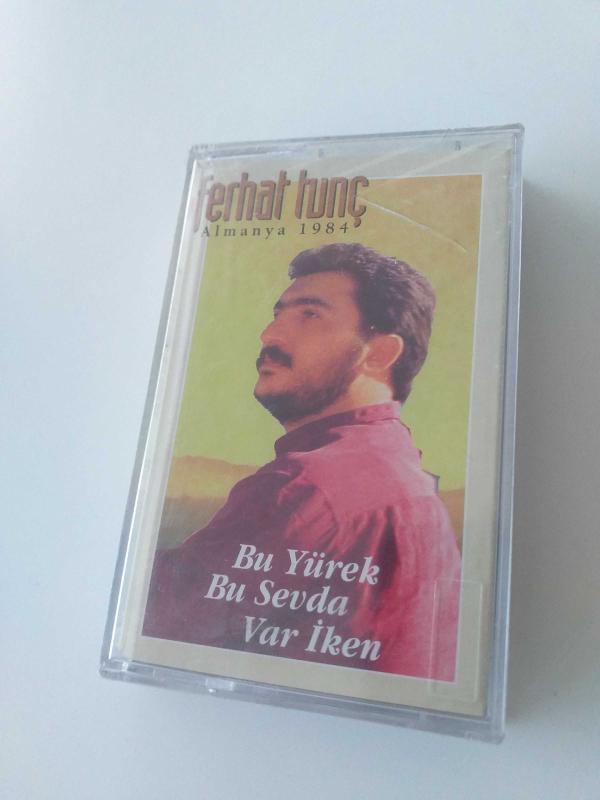 ferhat tunç
Almanya 1984
Bu Yürek
Bu Sevda
Var İken